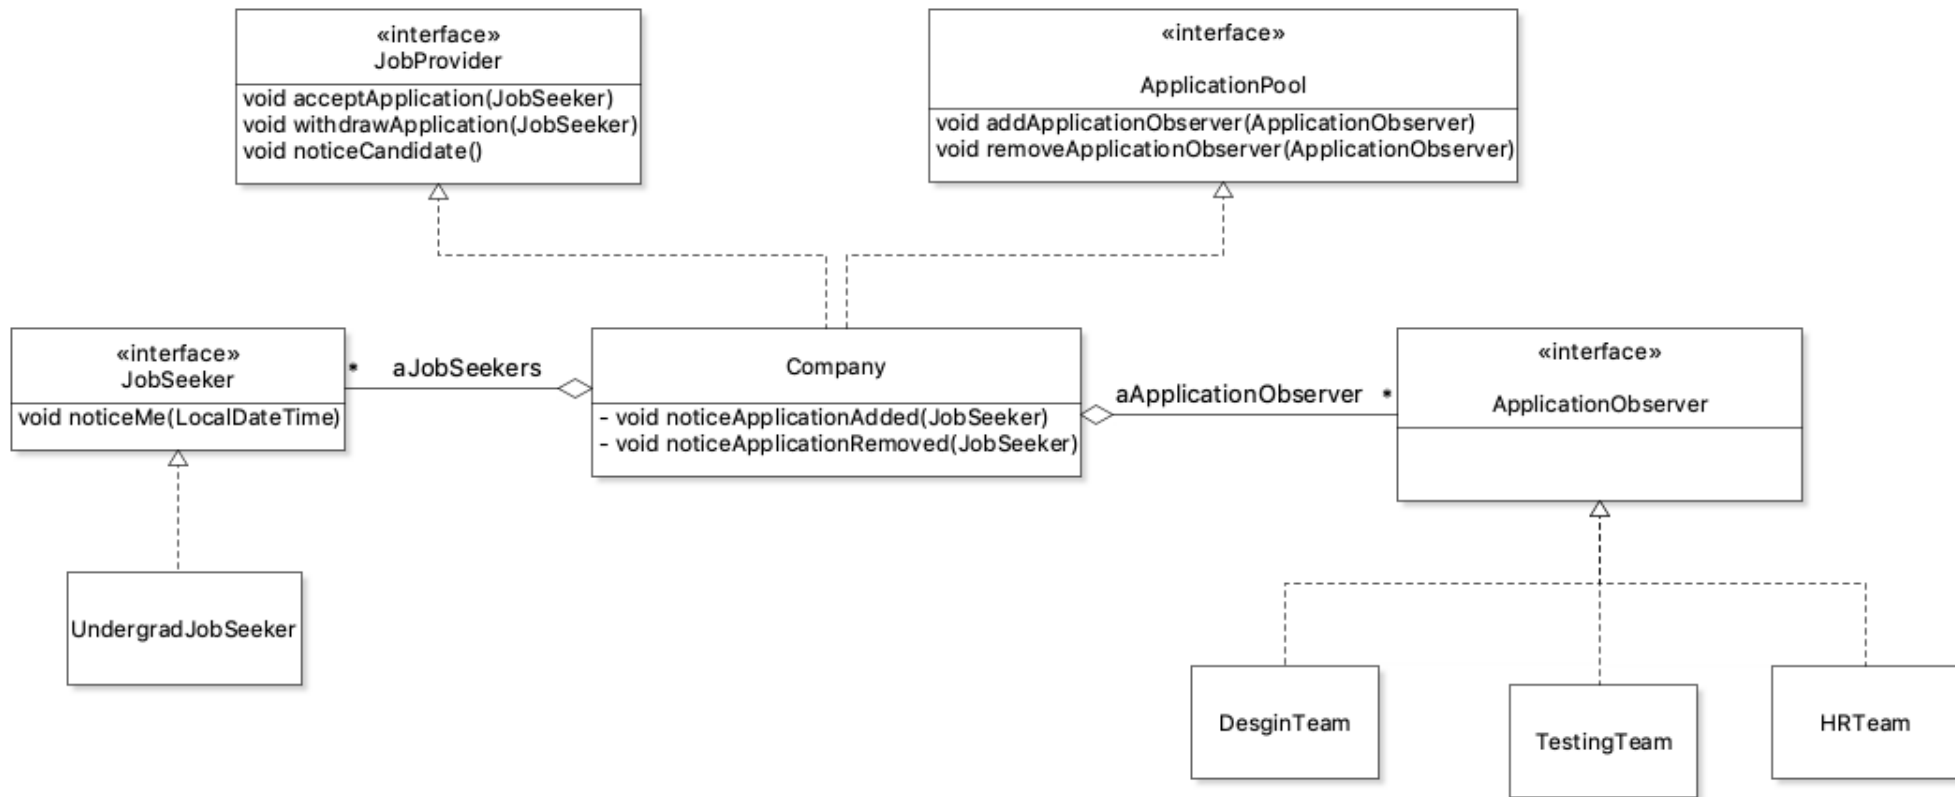 «interface»
JobProvider
void acceptApplication(JobSeeker)
void withdrawApplication(JobSeeker)
void noticeCandidate()
«interface»
ApplicationPool
void addApplicationObserver(ApplicationObserver)
void removeApplicationObserver(ApplicationObserver)
«interface»
JobSeeker
void noticeMe(LocalDateTime)
* aJobSeekers
Company
- void noticeApplicationAdded(JobSeeker)
- void noticeApplicationRemoved(JobSeeker)
aApplicationObserver *
«interface»
ApplicationObserver
UndergradJobSeeker
DesginTeam
TestingTeam
HRTeam